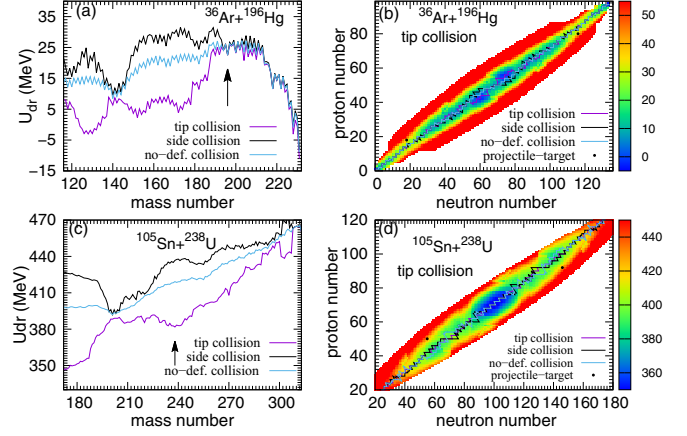 (a) ³⁶Ar+¹⁹⁶Hg
35
25
15
5
-5
-15
U_dr (MeV)
tip collision
side collision
no-def. collision
120 140 160 180 200 220
mass number
(b) ³⁶Ar+¹⁹⁶Hg
tip collision
100
80
60
40
20
0
proton number
tip collision
side collision
no-def. collision
projectile-target
0 20 40 60 80 100 120
neutron number
50
40
30
20
10
0
(c) ¹⁰⁵Sn+²³⁸U
470
440
410
380
350
Udr (MeV)
tip collision
side collision
no-def. collision
180 210 240 270 300
mass number
(d) ¹⁰⁵Sn+²³⁸U
tip collision
120
100
80
60
40
20
proton number
tip collision
side collision
no-def. collision
projectile-target
20 40 60 80 100 120 140 160 180
neutron number
440
420
400
380
360